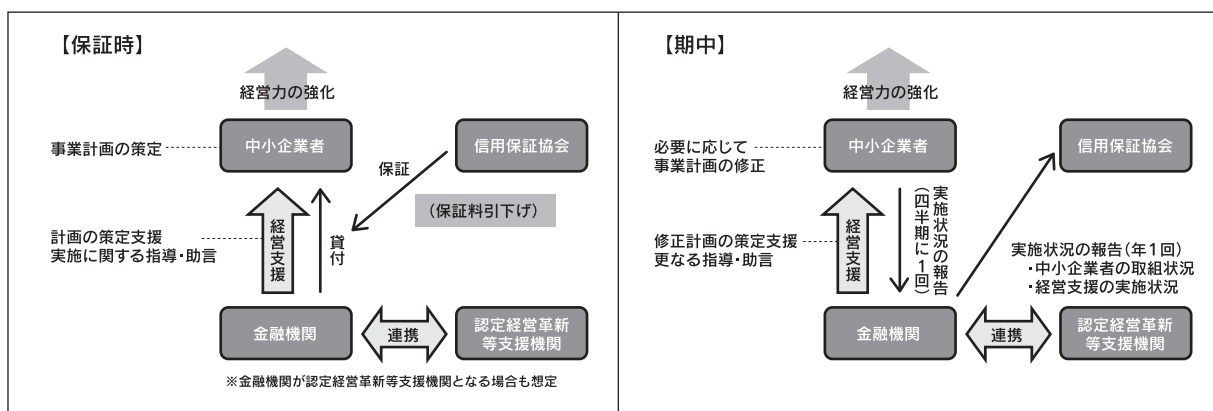 【保証時】
経営力の強化
事業計画の策定
中小企業者
信用保証協会
保証
(保証料引下げ)
計画の策定支援
実施に関する指導・助言
経営支援
貸付
金融機関
連携
認定経営革新
等支援機関
※金融機関が認定経営革新等支援機関となる場合も想定
【期中】
経営力の強化
必要に応じて
事業計画の修正
中小企業者
信用保証協会
修正計画の策定支援
更なる指導・助言
経営支援
実施状況の報告
(四半期に1回)
実施状況の報告(年1回)
・中小企業者の取組状況
・経営支援の実施状況
金融機関
連携
認定経営革新
等支援機関